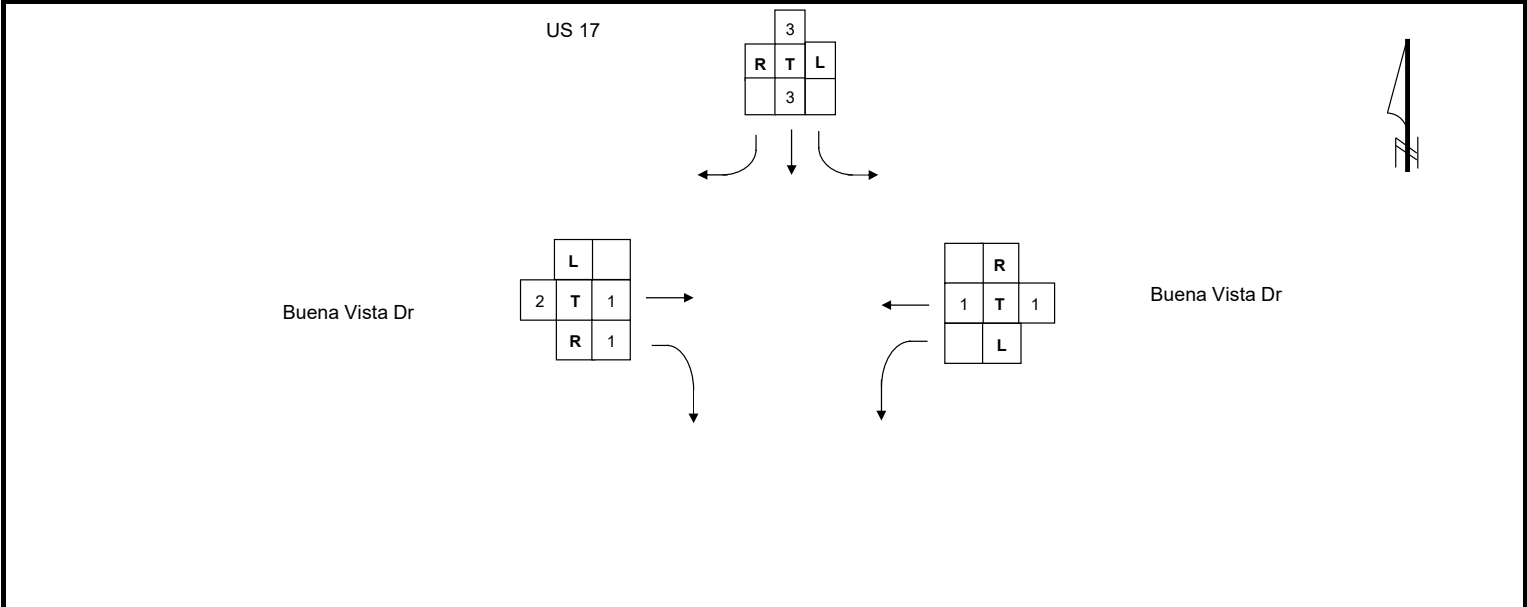 US 17
3
R T L
3
N
L
2 T 1
R 1
Buena Vista Dr
R
1 T 1
L
Buena Vista Dr